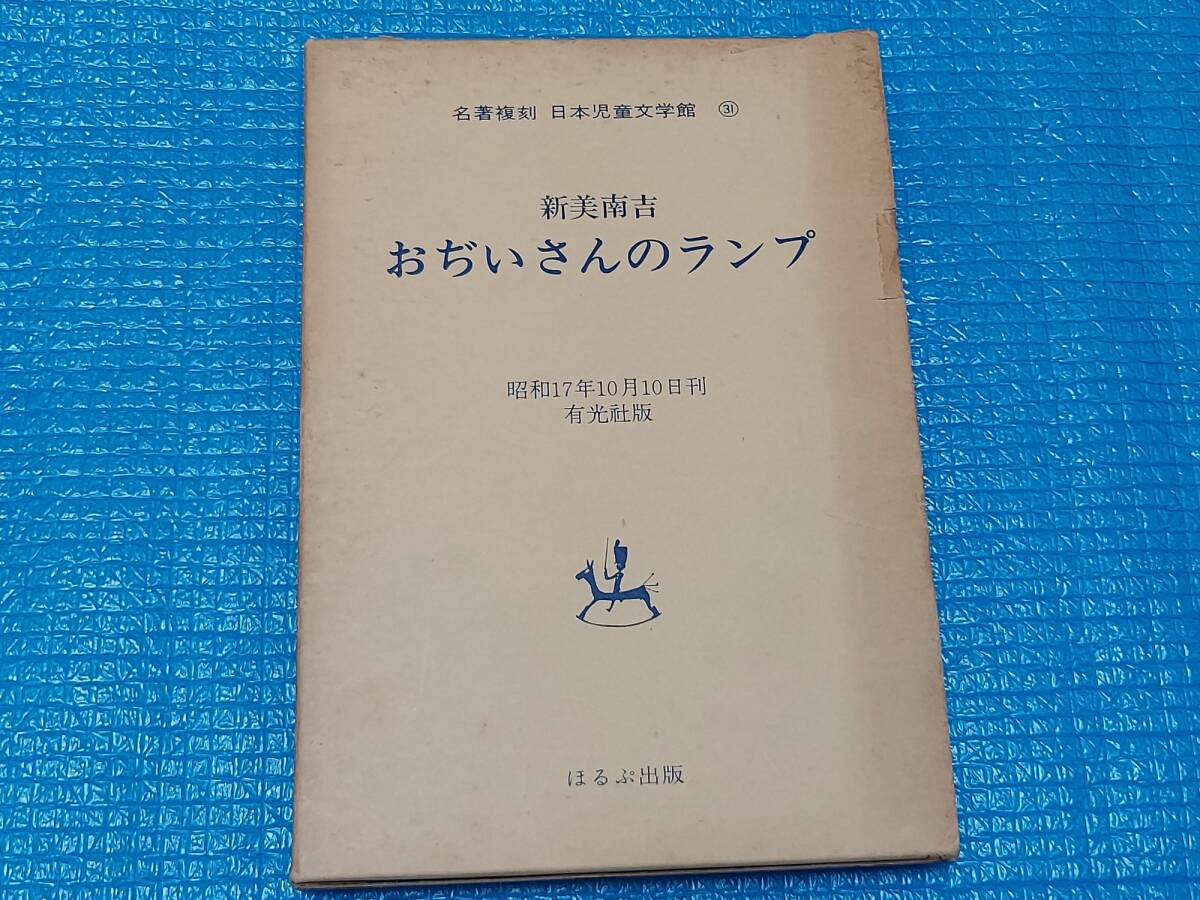 名著複刻 日本児童文学館 ㉛
新美南吉
おぢいさんのランプ
昭和17年10月10日刊
有光社版
ほるぷ出版